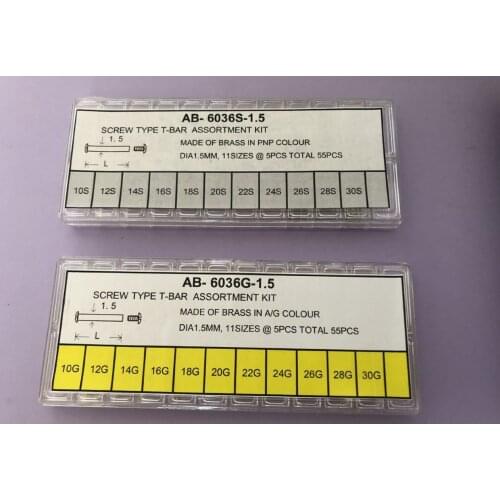 AB- 6036S-1.5
SCREW TYPE T-BAR ASSORTMENT KIT
1.5
MADE OF BRASS IN PNP COLOUR
L
DIA1.5MM, 11SIZES @ 5PCS TOTAL 55PCS
10S 12S 14S 16S 18S 20S 22S 24S 26S 28S 30S
AB- 6036G-1.5
SCREW TYPE T-BAR ASSORTMENT KIT
1.5
MADE OF BRASS IN A/G COLOUR
L
DIA1.5MM, 11SIZES @ 5PCS TOTAL 55PCS
10G 12G 14G 16G 18G 20G 22G 24G 26G 28G 30G